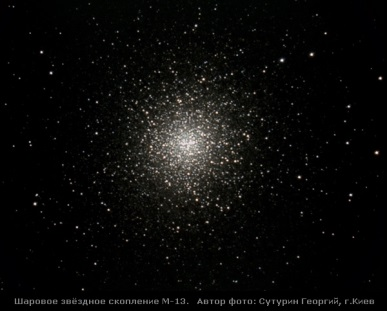 Шаровое звёздное скопление М-13. Автор фото: Сутурин Георгий, г.Киев